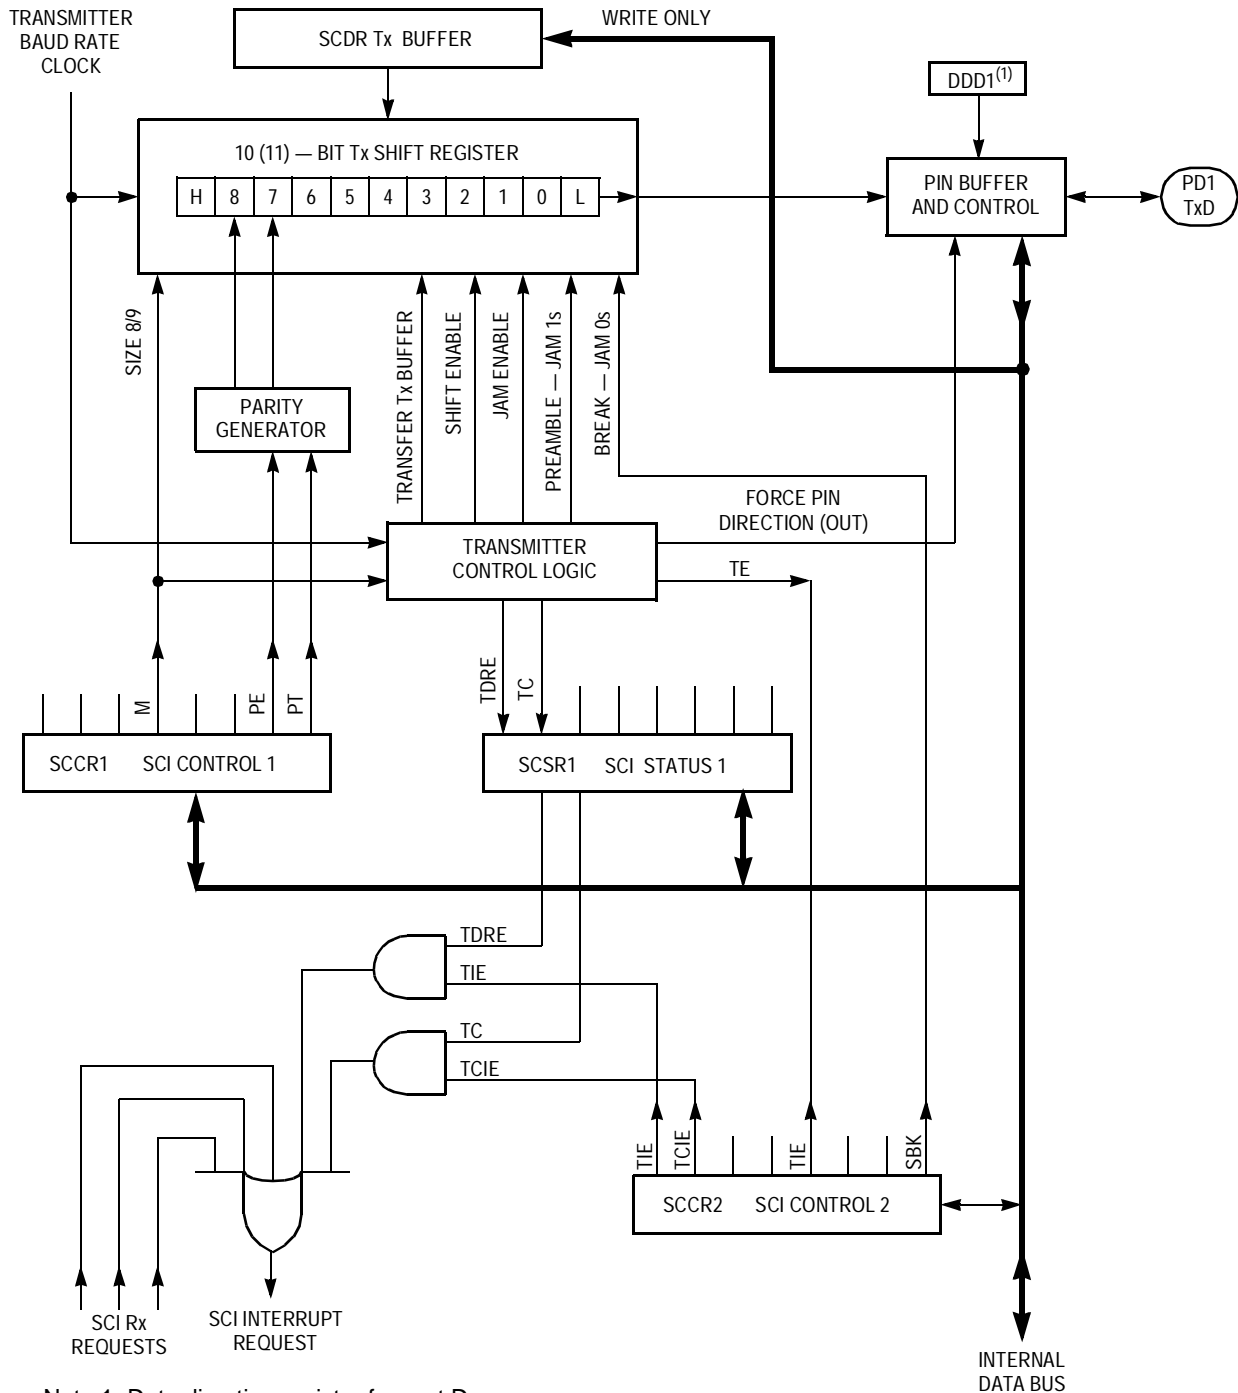 TRANSMITTER
BAUD RATE
CLOCK
SCDR Tx BUFFER
WRITE ONLY
DDD1(1)
10 (11) — BIT Tx SHIFT REGISTER
H 8 7 6 5 4 3 2 1 0 L
PIN BUFFER
AND CONTROL
PD1
TxD
SIZE 8/9
TRANSFER Tx BUFFER
SHIFT ENABLE
JAM ENABLE
PREAMBLE — JAM 1s
BREAK — JAM 0s
PARITY
GENERATOR
FORCE PIN
DIRECTION (OUT)
TRANSMITTER
CONTROL LOGIC
TE
TDRE
TC
M
PE
PT
SCCR1 SCI CONTROL 1
SCSR1 SCI STATUS 1
TDRE
TIE
TC
TCIE
TIE
TCIE
TIE
SBK
SCCR2 SCI CONTROL 2
SCI Rx
REQUESTS
SCI INTERRUPT
REQUEST
INTERNAL
DATA BUS